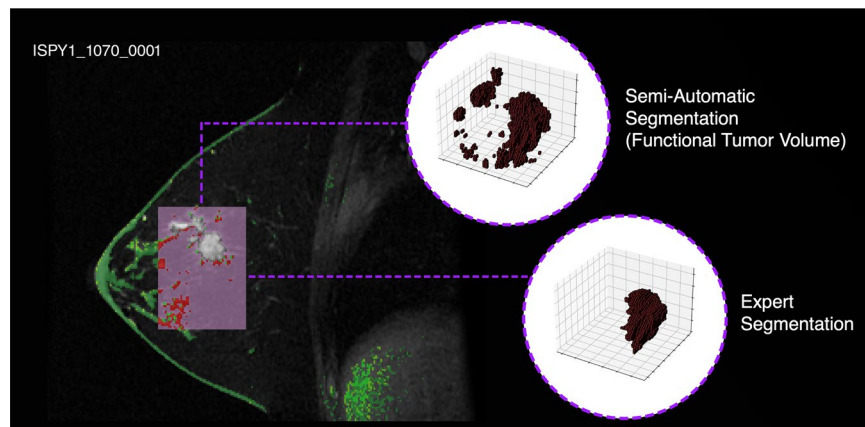 ISPY1_1070_0001
Semi-Automatic
Segmentation
(Functional Tumor Volume)
Expert
Segmentation